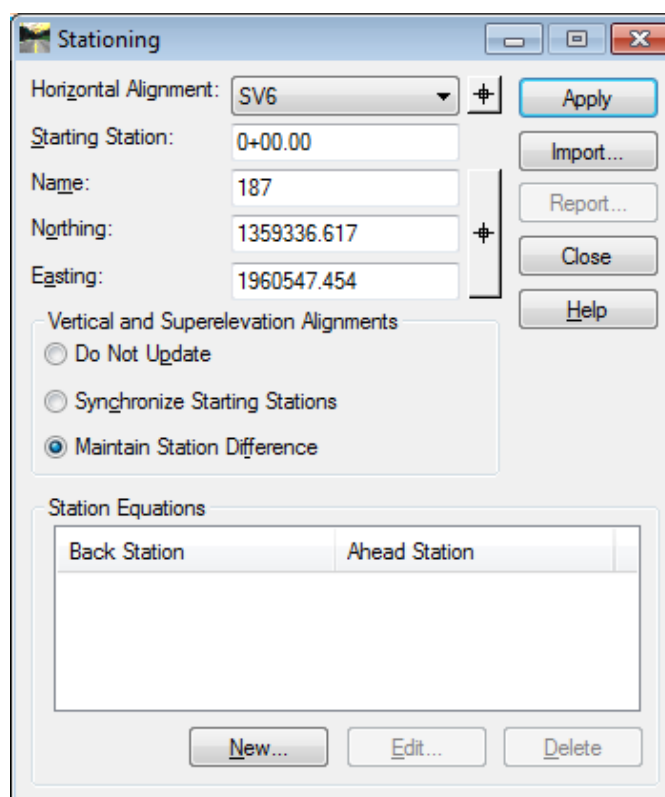 Stationing
Horizontal Alignment: SV6 Apply
Starting Station: 0+00.00 Import...
Name: 187 Report...
Northing: 1359336.617 Close
Easting: 1960547.454 Help
Vertical and Superelevation Alignments
Do Not Update
Synchronize Starting Stations
Maintain Station Difference
Station Equations
Back Station Ahead Station
New... Edit... Delete